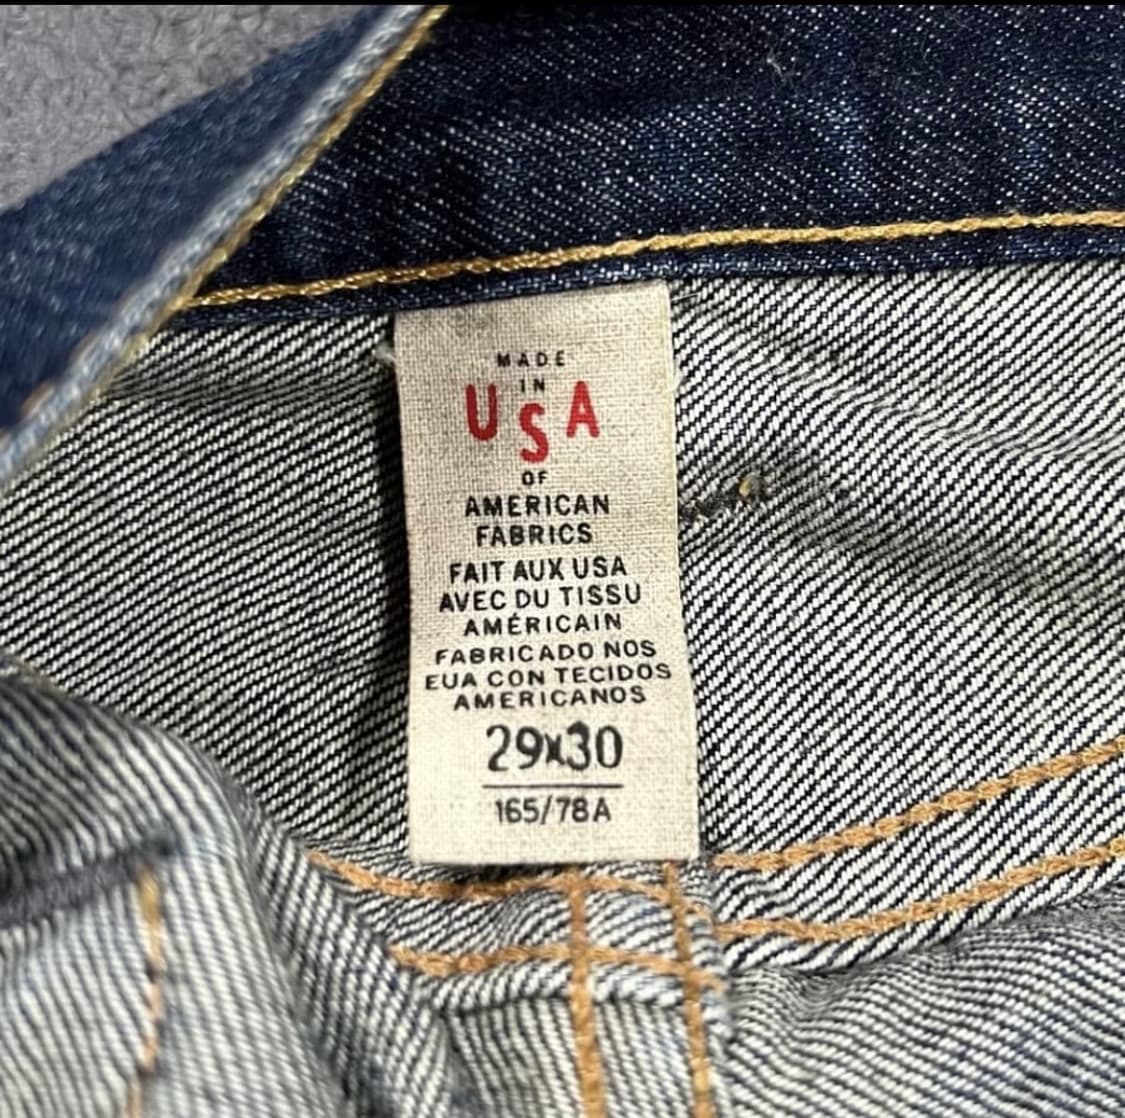 MADE
IN
USA
OF
AMERICAN
FABRICS
FAIT AUX USA
AVEC DU TISSU
AMÉRICAIN
FABRICADO NOS
EUA CON TECIDOS
AMERICANOS
29x30
165/78A